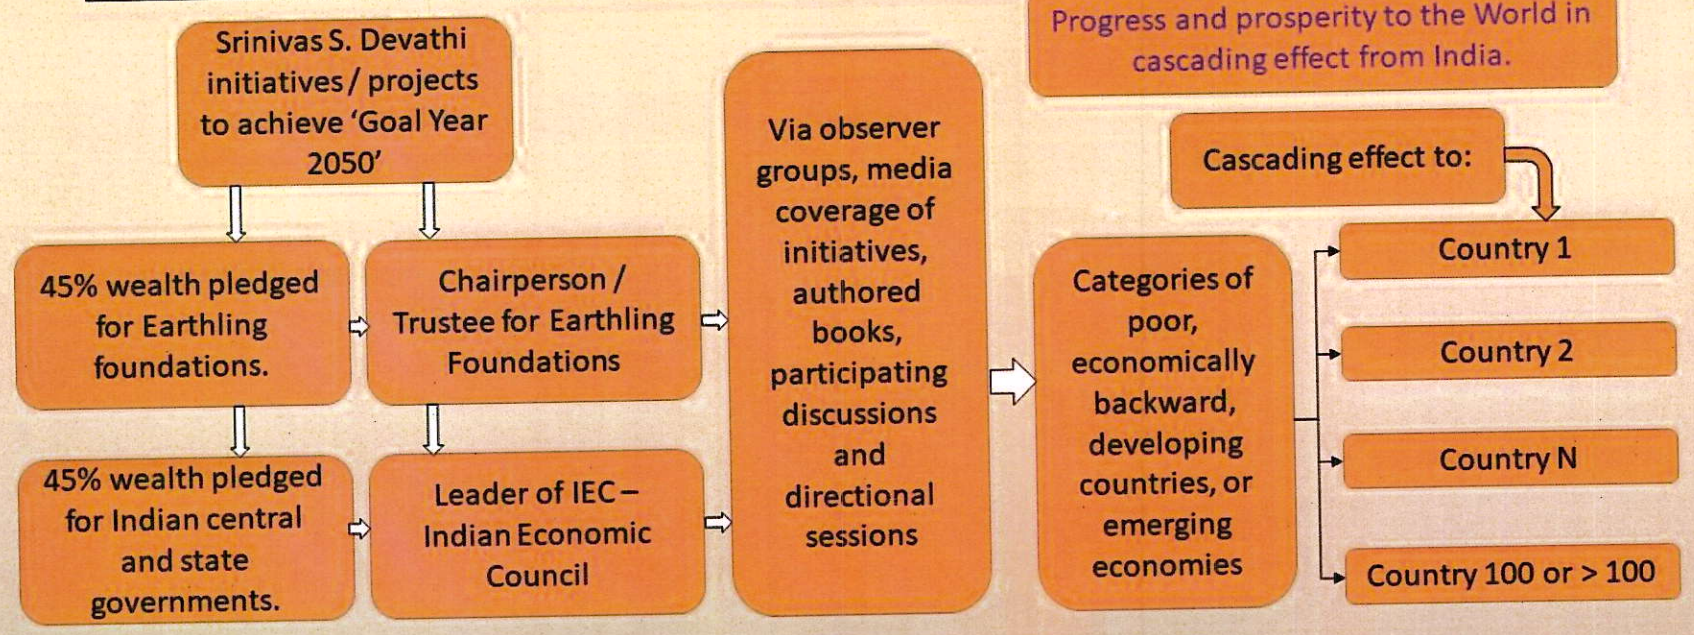 Srinivas S. Devathi
initiatives / projects
to achieve ‘Goal Year
2050’
Progress and prosperity to the World in
cascading effect from India.
Cascading effect to:
45% wealth pledged
for Earthling
foundations.
Chairperson /
Trustee for Earthling
Foundations
45% wealth pledged
for Indian central
and state
governments.
Leader of IEC –
Indian Economic
Council
Via observer
groups, media
coverage of
initiatives,
authored
books,
participating
discussions
and
directional
sessions
Categories of
poor,
economically
backward,
developing
countries, or
emerging
economies
Country 1
Country 2
Country N
Country 100 or > 100